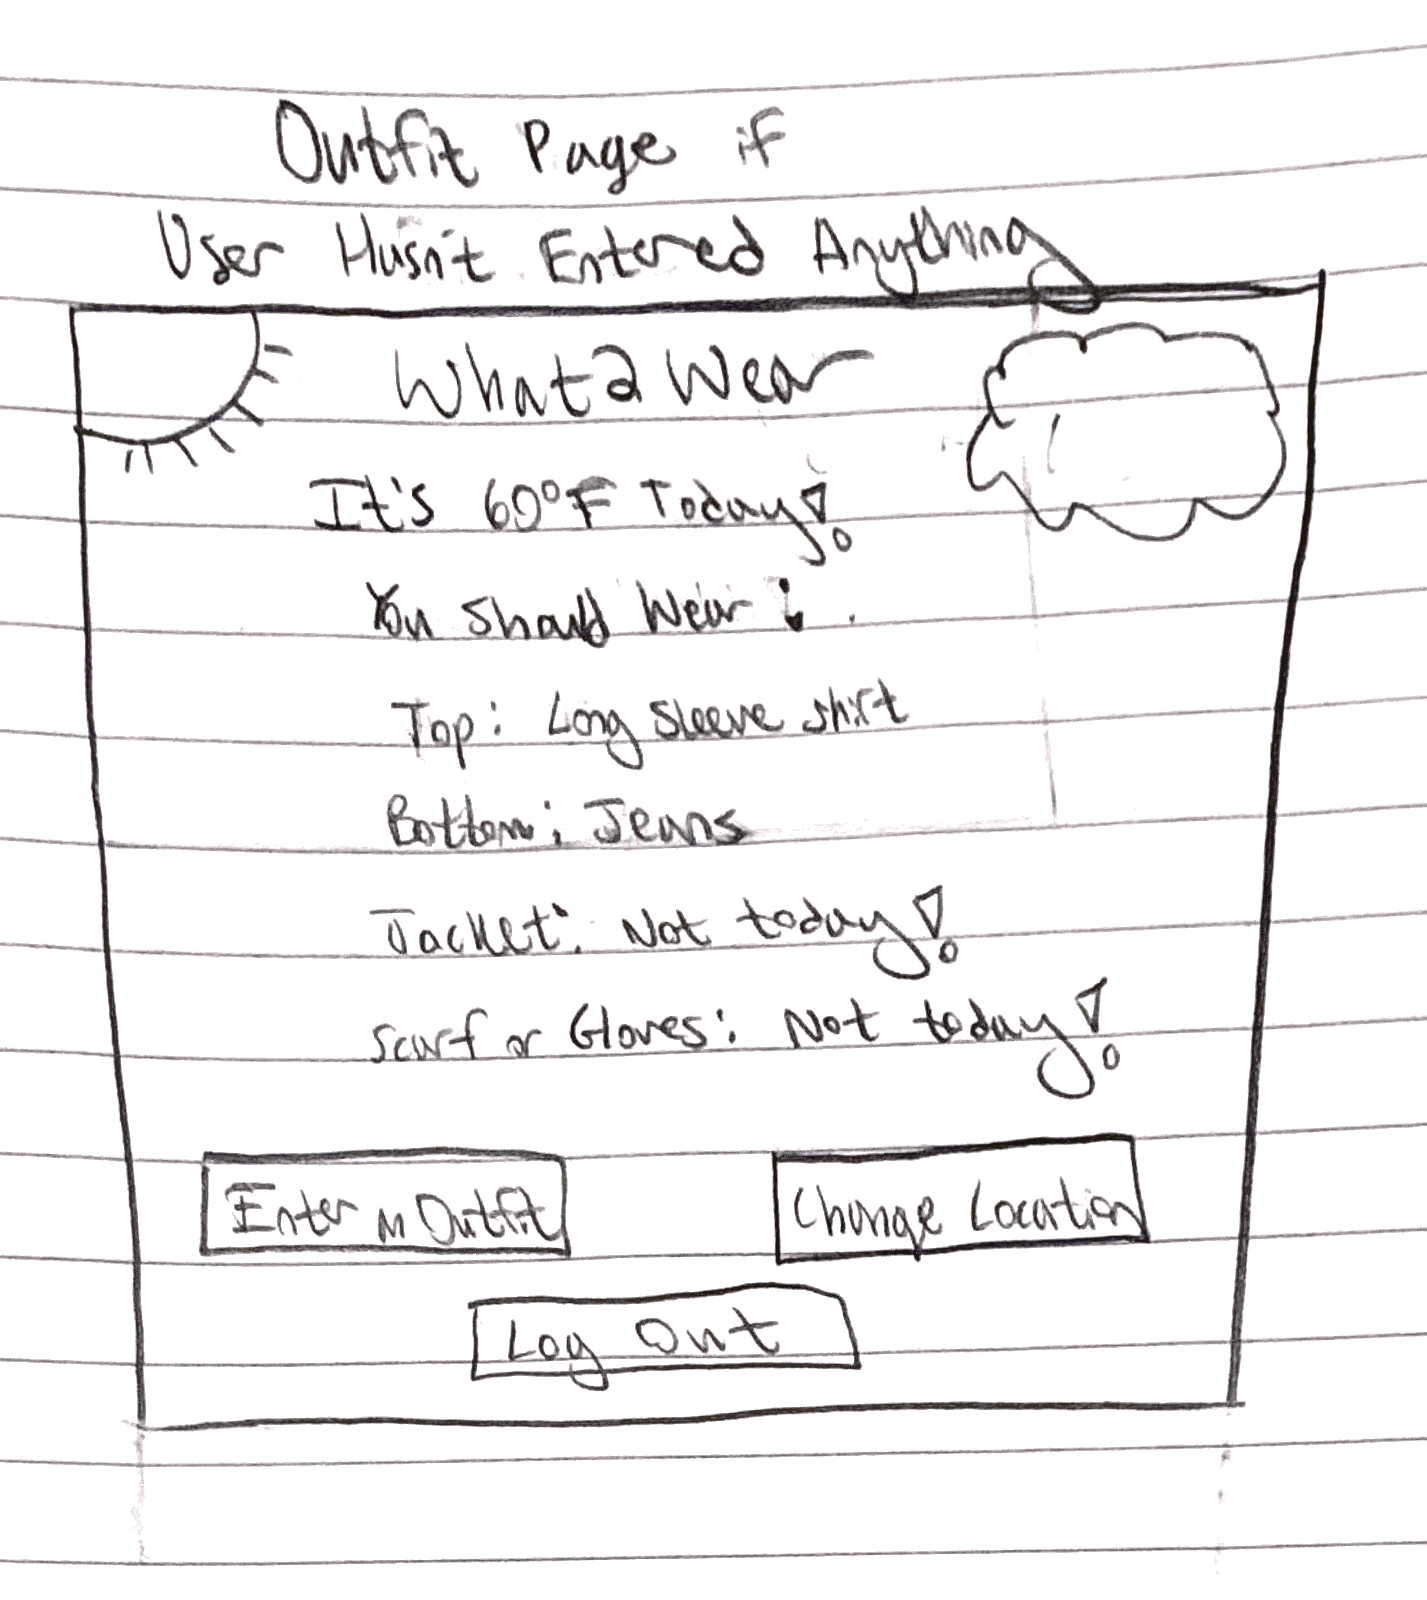 Outfit Page if
User Hasn't Entered Anything
What2Wear
It's 60°F Today!
You Should Wear:
Top: Long Sleeve shirt
Bottom: Jeans
Jacket: Not today!
Scarf or Gloves: Not today!
Enter an Outfit
Change Location
Log Out